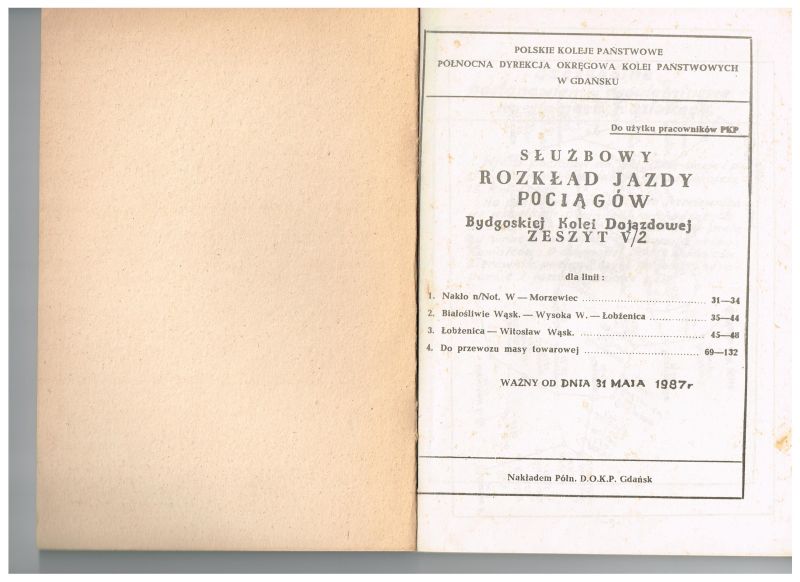 POLSKIE KOLEJE PAŃSTWOWE
PÓŁNOCNA DYREKCJA OKRĘGOWA KOLEI PAŃSTWOWYCH
W GDAŃSKU
Do użytku pracowników PKP
SŁUŻBOWY
ROZKŁAD JAZDY
POCIĄGÓW
Bydgoskiej Kolei Dojazdowej
ZESZYT V/2
dla linii :
1. Nakło n/Not. W — Morzewiec ........................................ 31—34
2. Białośliwie Wąsk. — Wysoka W. — Łobżenica .................. 35—44
3. Łobżenica — Witosław Wąsk. ........................................ 45—48
4. Do przewozu masy towarowej ........................................ 69—132
WAŻNY OD DNIA 31 MAJA 1987r
Nakładem Półn. D.O.K.P. Gdańsk